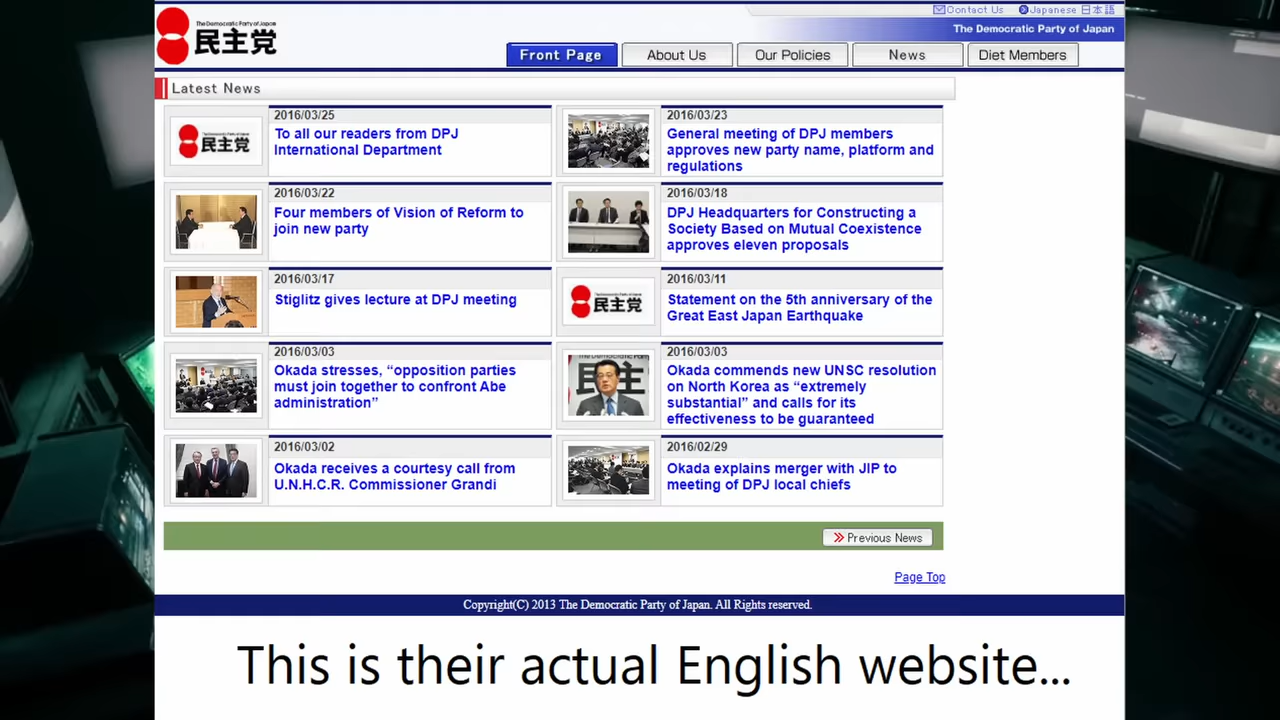 Contact Us Japanese 日本語
The Democratic Party of Japan
民主党
The Democratic Party of Japan
Front Page About Us Our Policies News Diet Members
Latest News
2016/03/25
To all our readers from DPJ
International Department
2016/03/23
General meeting of DPJ members
approves new party name, platform and
regulations
2016/03/22
Four members of Vision of Reform to
join new party
2016/03/18
DPJ Headquarters for Constructing a
Society Based on Mutual Coexistence
approves eleven proposals
2016/03/17
Stiglitz gives lecture at DPJ meeting
2016/03/11
Statement on the 5th anniversary of the
Great East Japan Earthquake
2016/03/03
Okada stresses, “opposition parties
must join together to confront Abe
administration”
2016/03/03
Okada commends new UNSC resolution
on North Korea as “extremely
substantial” and calls for its
effectiveness to be guaranteed
2016/03/02
Okada receives a courtesy call from
U.N.H.C.R. Commissioner Grandi
2016/02/29
Okada explains merger with JIP to
meeting of DPJ local chiefs
Previous News
Page Top
Copyright(C) 2013 The Democratic Party of Japan. All Rights reserved.
This is their actual English website...